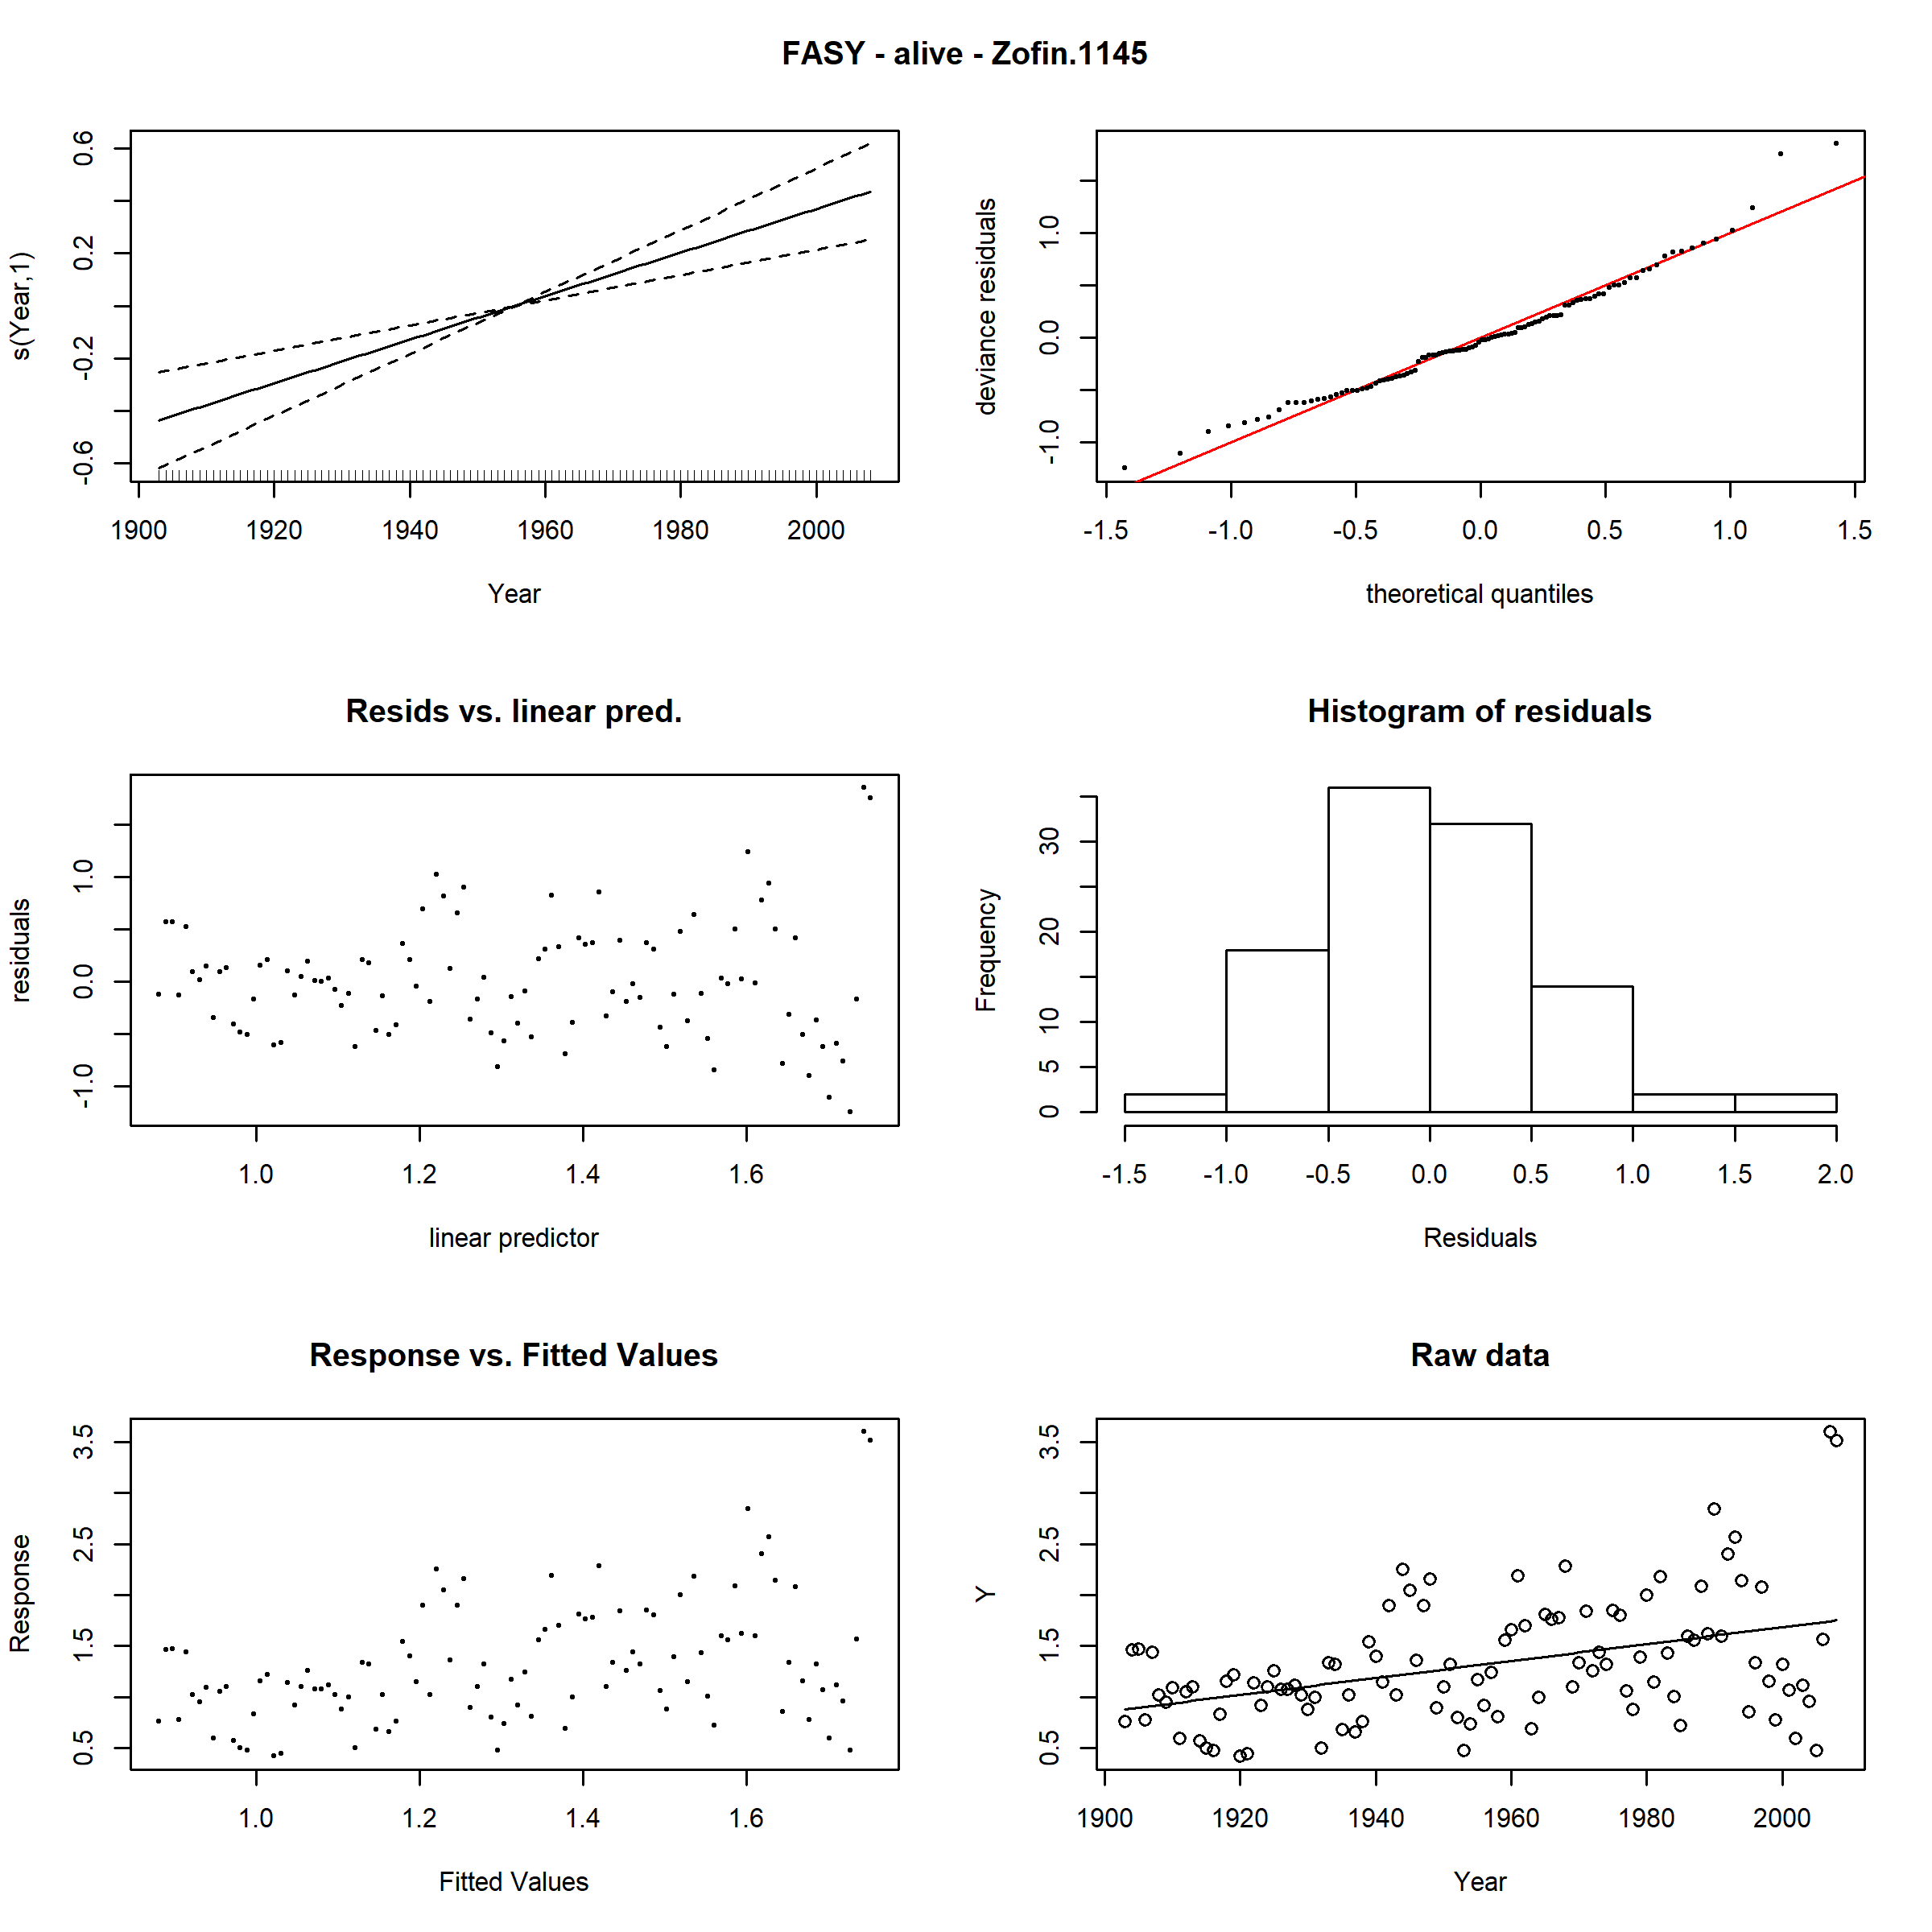 FASY - alive - Zofin.1145
s(Year,1)
-0.6 -0.2 0.2 0.6
1900 1920 1940 1960 1980 2000
Year
deviance residuals
-1.0 0.0 1.0
-1.5 -1.0 -0.5 0.0 0.5 1.0 1.5
theoretical quantiles
Resids vs. linear pred.
residuals
-1.0 0.0 1.0
1.0 1.2 1.4 1.6
linear predictor
Histogram of residuals
Frequency
0 5 10 20 30
-1.5 -1.0 -0.5 0.0 0.5 1.0 1.5 2.0
Residuals
Response vs. Fitted Values
Response
0.5 1.5 2.5 3.5
1.0 1.2 1.4 1.6
Fitted Values
Raw data
Y
0.5 1.5 2.5 3.5
1900 1920 1940 1960 1980 2000
Year